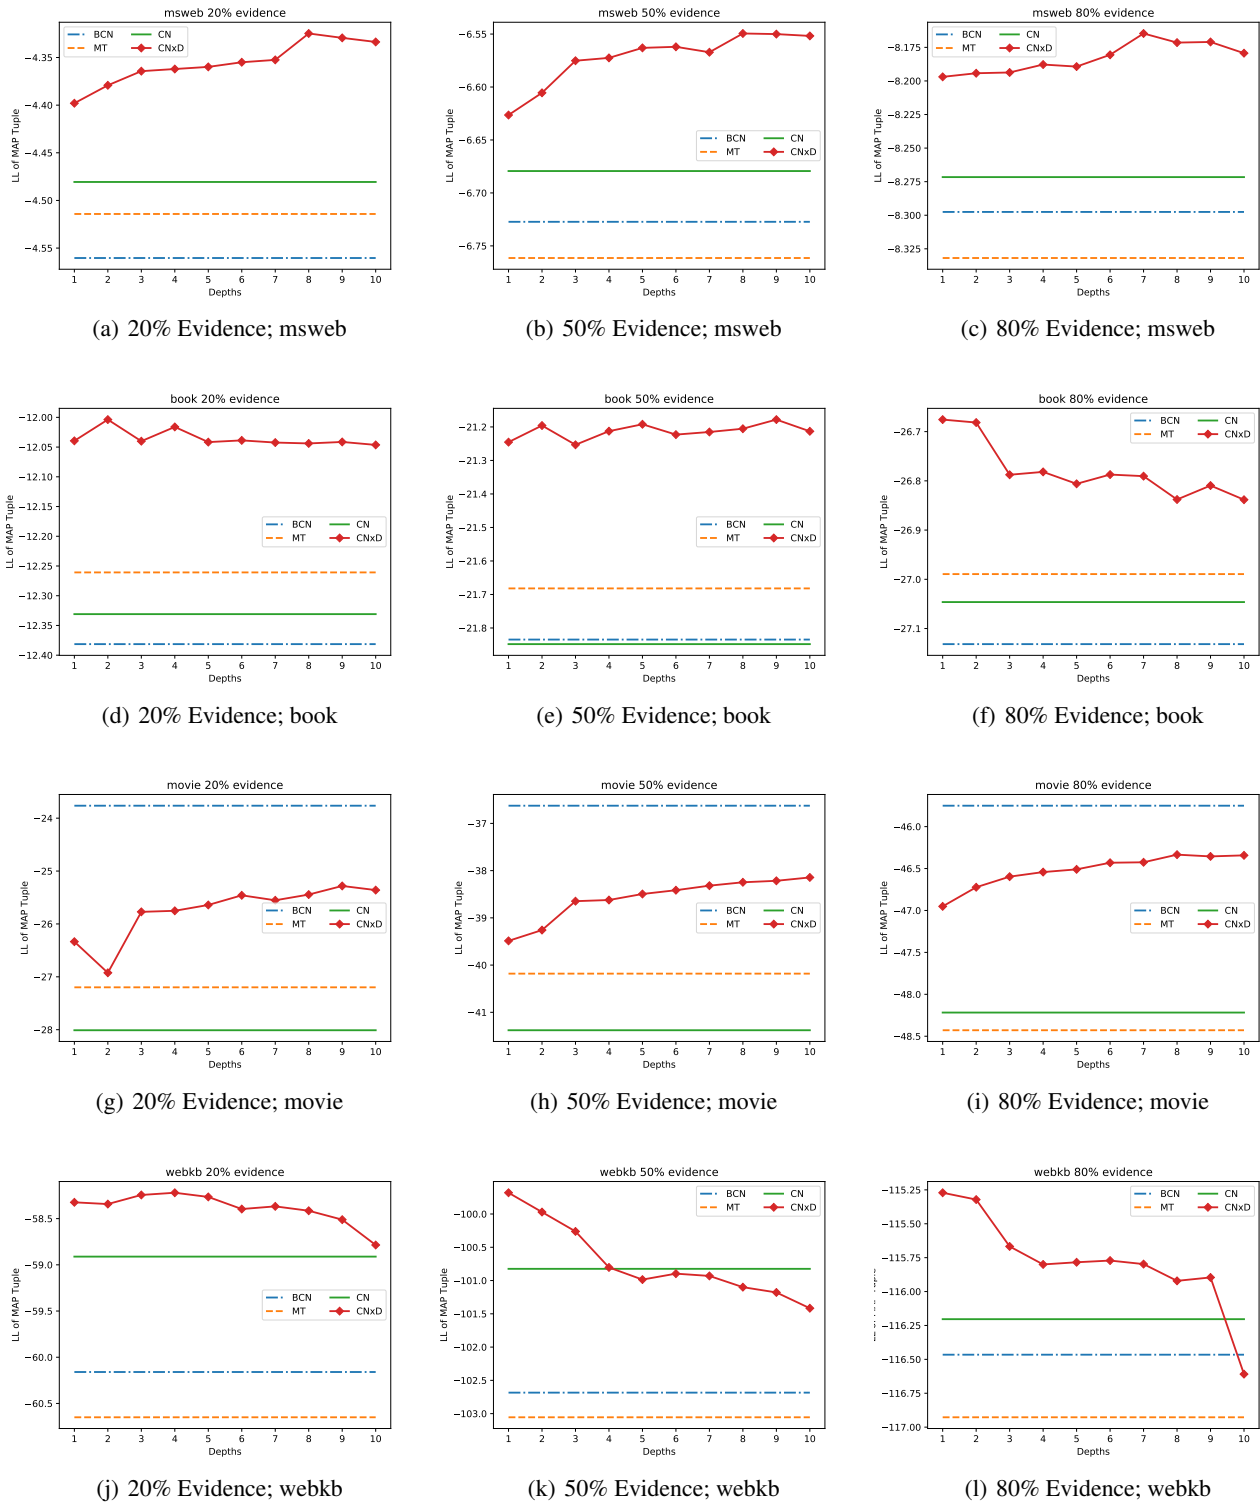 msweb 20% evidence
LL of MAP Tuple
−4.35
−4.40
−4.45
−4.50
−4.55
BCN CN
MT CNxD
1 2 3 4 5 6 7 8 9 10
Depths
(a) 20% Evidence; msweb
msweb 50% evidence
LL of MAP Tuple
−6.55
−6.60
−6.65
−6.70
−6.75
BCN CN
MT CNxD
1 2 3 4 5 6 7 8 9 10
Depths
(b) 50% Evidence; msweb
msweb 80% evidence
LL of MAP Tuple
−8.175
−8.200
−8.225
−8.250
−8.275
−8.300
−8.325
BCN CN
MT CNxD
1 2 3 4 5 6 7 8 9 10
Depths
(c) 80% Evidence; msweb
book 20% evidence
LL of MAP Tuple
−12.00
−12.05
−12.10
−12.15
−12.20
−12.25
−12.30
−12.35
−12.40
BCN CN
MT CNxD
1 2 3 4 5 6 7 8 9 10
Depths
(d) 20% Evidence; book
book 50% evidence
LL of MAP Tuple
−21.2
−21.3
−21.4
−21.5
−21.6
−21.7
−21.8
BCN CN
MT CNxD
1 2 3 4 5 6 7 8 9 10
Depths
(e) 50% Evidence; book
book 80% evidence
LL of MAP Tuple
−26.7
−26.8
−26.9
−27.0
−27.1
BCN CN
MT CNxD
1 2 3 4 5 6 7 8 9 10
Depths
(f) 80% Evidence; book
movie 20% evidence
LL of MAP Tuple
−24
−25
−26
−27
−28
BCN CN
MT CNxD
1 2 3 4 5 6 7 8 9 10
Depths
(g) 20% Evidence; movie
movie 50% evidence
LL of MAP Tuple
−37
−38
−39
−40
−41
BCN CN
MT CNxD
1 2 3 4 5 6 7 8 9 10
Depths
(h) 50% Evidence; movie
movie 80% evidence
LL of MAP Tuple
−46.0
−46.5
−47.0
−47.5
−48.0
−48.5
BCN CN
MT CNxD
1 2 3 4 5 6 7 8 9 10
Depths
(i) 80% Evidence; movie
webkb 20% evidence
LL of MAP Tuple
−58.5
−59.0
−59.5
−60.0
−60.5
BCN CN
MT CNxD
1 2 3 4 5 6 7 8 9 10
Depths
(j) 20% Evidence; webkb
webkb 50% evidence
LL of MAP Tuple
−100.0
−100.5
−101.0
−101.5
−102.0
−102.5
−103.0
BCN CN
MT CNxD
1 2 3 4 5 6 7 8 9 10
Depths
(k) 50% Evidence; webkb
webkb 80% evidence
Tuple
−115.25
−115.50
−115.75
−116.00
−116.25
−116.50
−116.75
−117.00
BCN CN
MT CNxD
1 2 3 4 5 6 7 8 9 10
Depths
(l) 80% Evidence; webkb